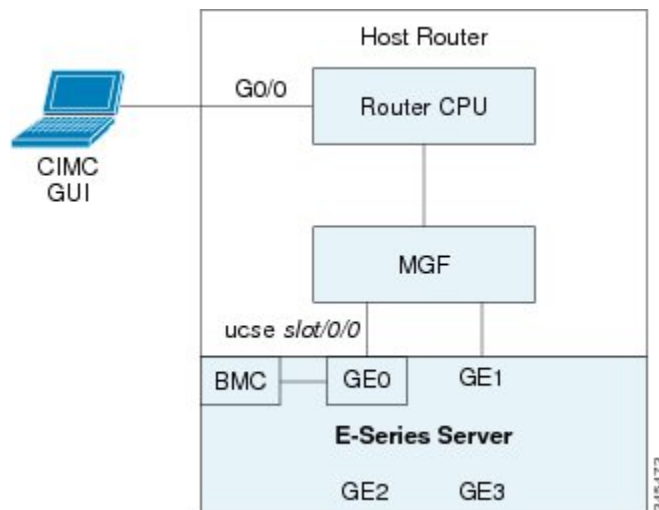 Host Router
G0/0
Router CPU
CIMC
GUI
MGF
ucse slot/0/0
BMC
GE0
GE1
E-Series Server
GE2
GE3